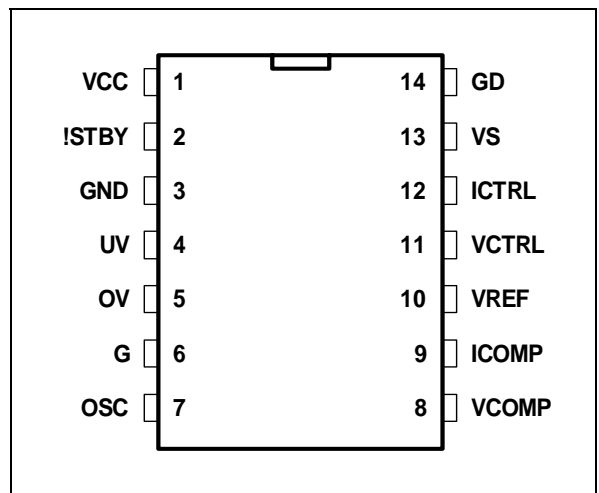 VCC 1 14 GD
!STBY 2 13 VS
GND 3 12 ICTRL
UV 4 11 VCTRL
OV 5 10 VREF
G 6 9 ICOMP
OSC 7 8 VCOMP